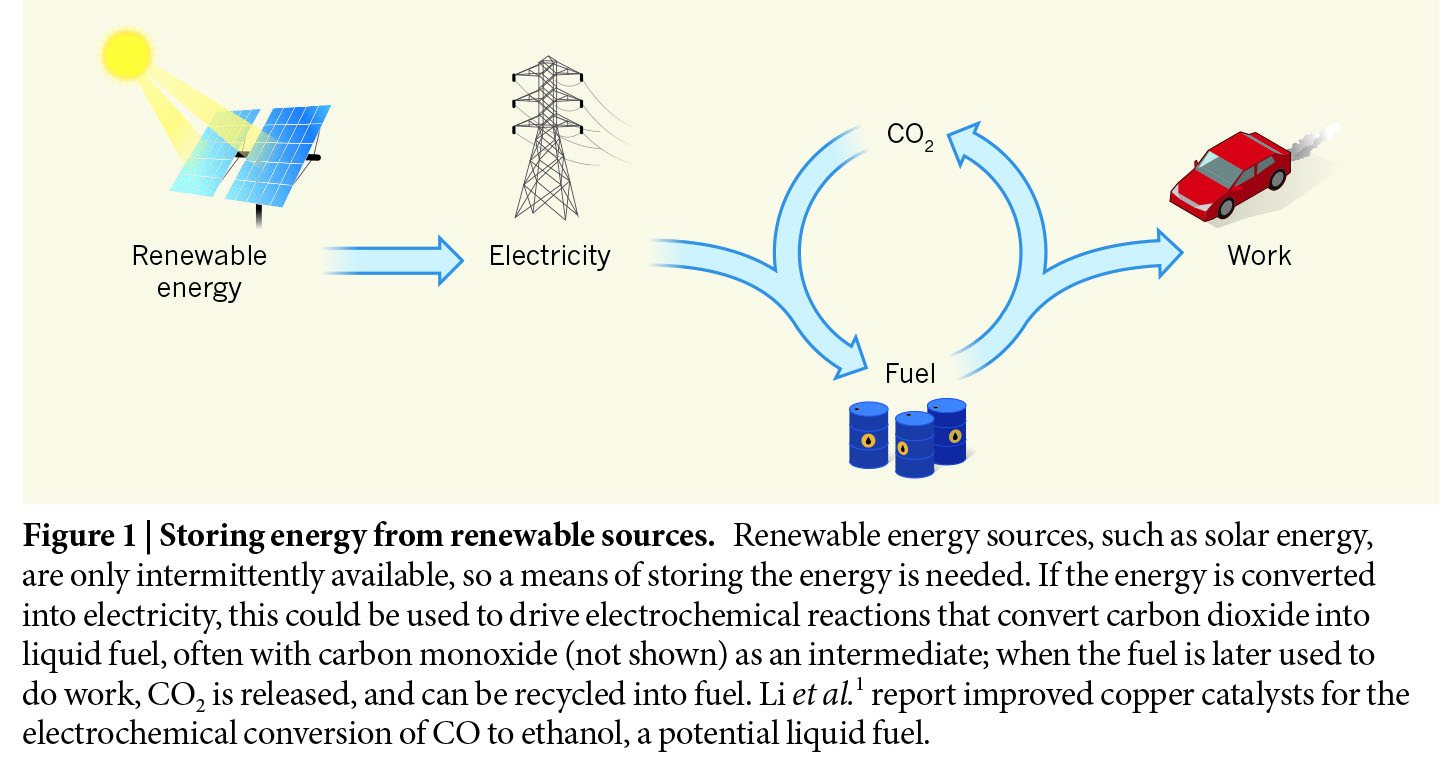 Renewable
energy
Electricity
CO₂
Fuel
Work
Figure 1 | Storing energy from renewable sources. Renewable energy sources, such as solar energy,
are only intermittently available, so a means of storing the energy is needed. If the energy is converted
into electricity, this could be used to drive electrochemical reactions that convert carbon dioxide into
liquid fuel, often with carbon monoxide (not shown) as an intermediate; when the fuel is later used to
do work, CO₂ is released, and can be recycled into fuel. Li et al.¹ report improved copper catalysts for the
electrochemical conversion of CO to ethanol, a potential liquid fuel.